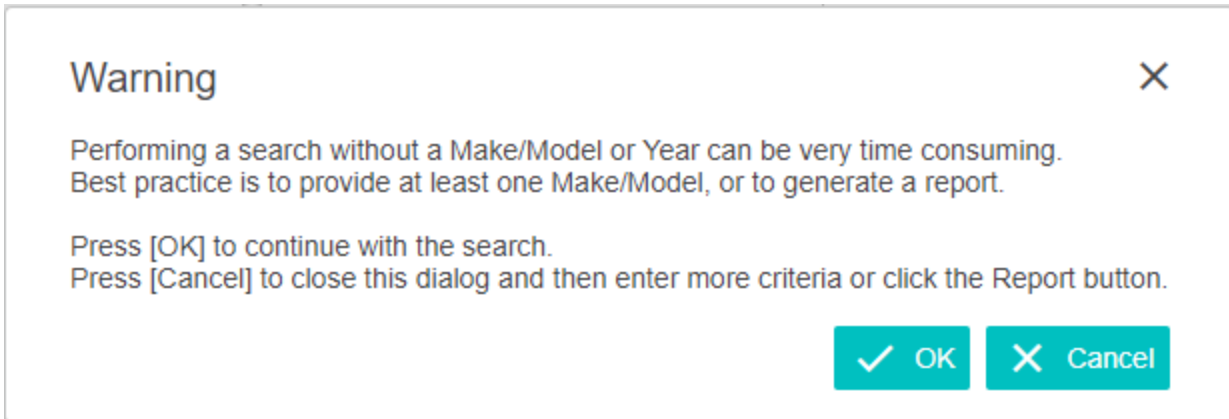 Warning
Performing a search without a Make/Model or Year can be very time consuming.
Best practice is to provide at least one Make/Model, or to generate a report.
Press [OK] to continue with the search.
Press [Cancel] to close this dialog and then enter more criteria or click the Report button.
OK
Cancel